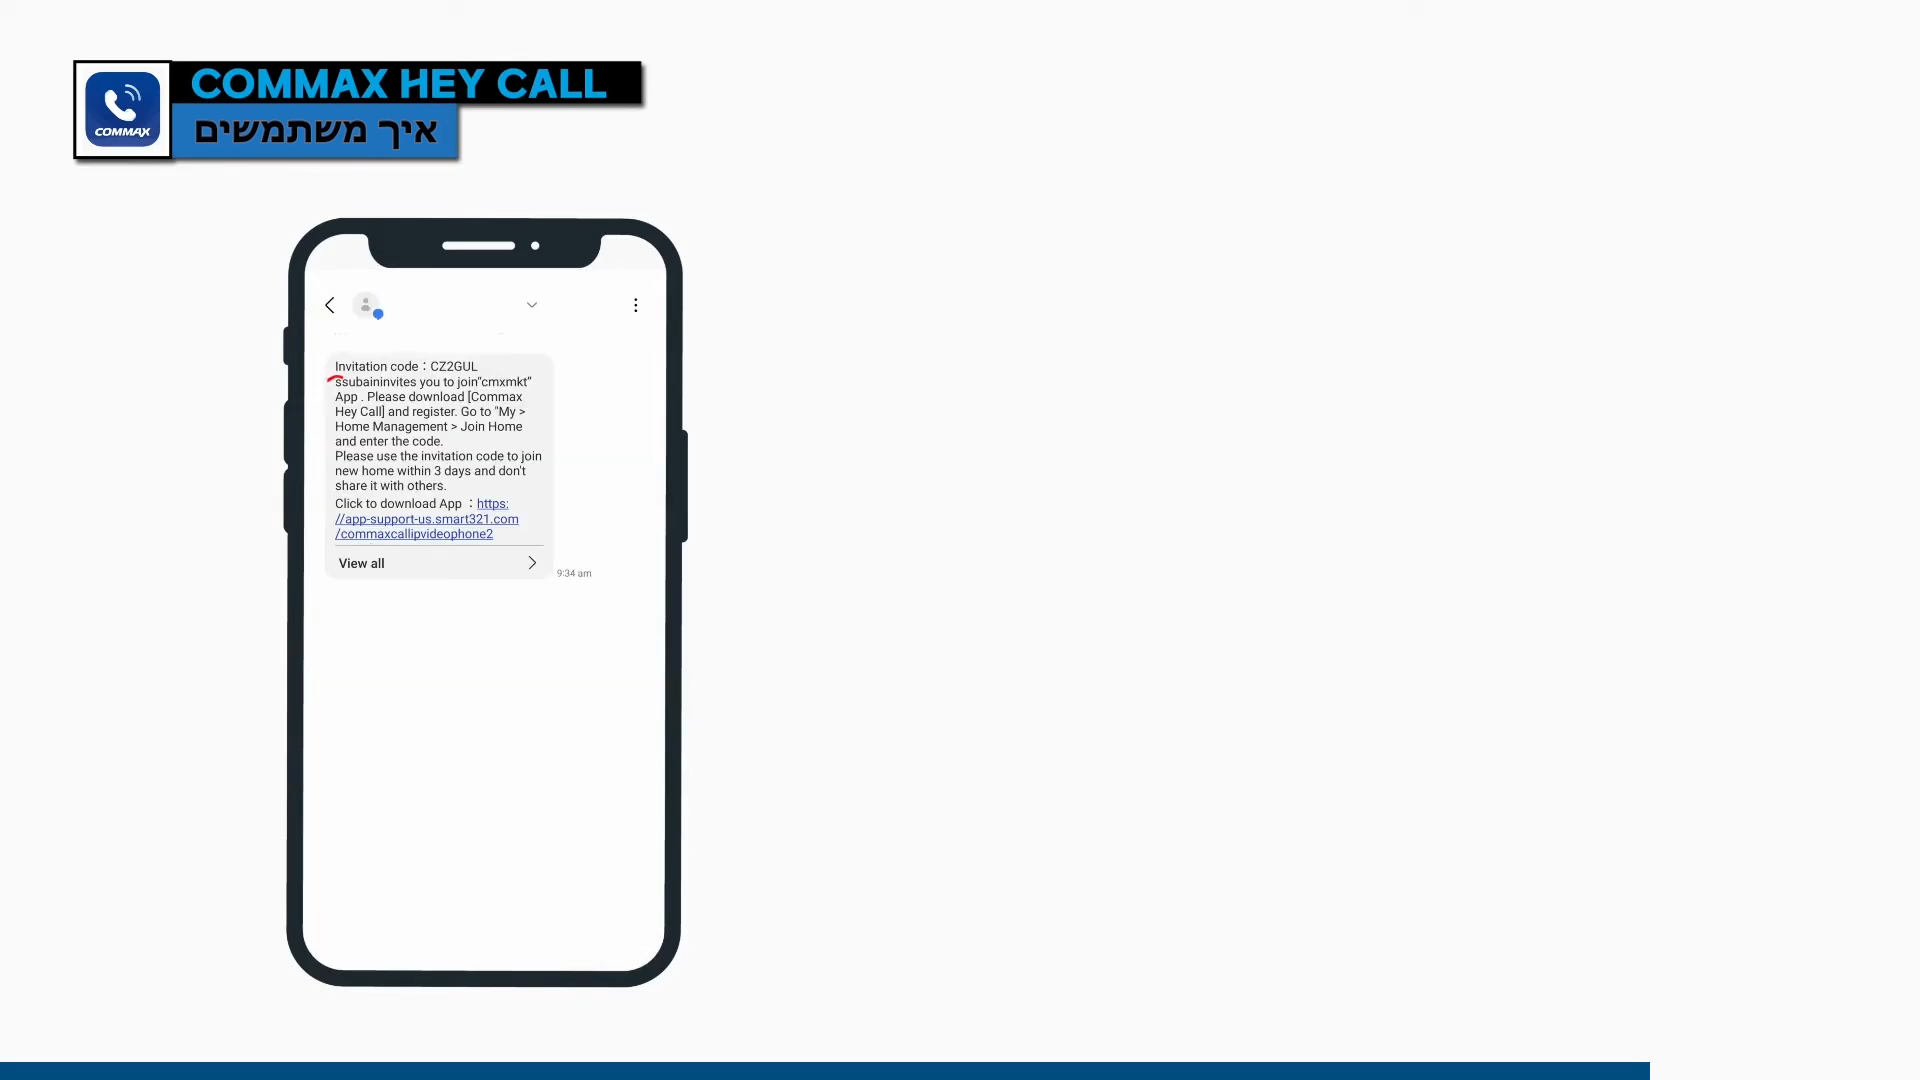 COMMAX HEY CALL
COMMAX
איך משתמשים
Invitation code : CZ2GUL
ssubaininvites you to join"cmxmkt"
App . Please download [Commax
Hey Call] and register. Go to "My >
Home Management > Join Home
and enter the code.
Please use the invitation code to join
new home within 3 days and don't
share it with others.
Click to download App : https:
//app-support-us.smart321.com
/commaxcallipvideophone2
View all
9:34 am